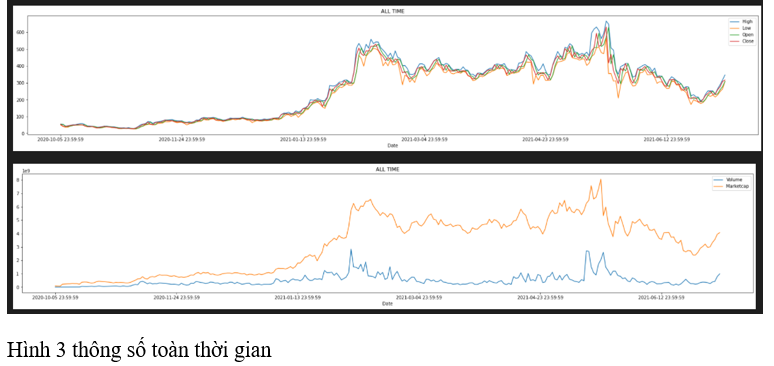 ALL TIME
High
Line
Open
Close
600
500
400
300
200
100
0
2020-10-05 23:59:59 2020-11-24 23:59:59 2021-01-13 23:59:59 2021-03-04 23:59:59 2021-04-23 23:59:59 2021-06-12 23:59:59
Date
1e9
ALL TIME
Volume
Marketcap
8
7
6
5
4
3
2
1
0
2020-10-05 23:59:59 2020-11-24 23:59:59 2021-01-13 23:59:59 2021-03-04 23:59:59 2021-04-23 23:59:59 2021-06-12 23:59:59
Date
Hình 3 thông số toàn thời gian